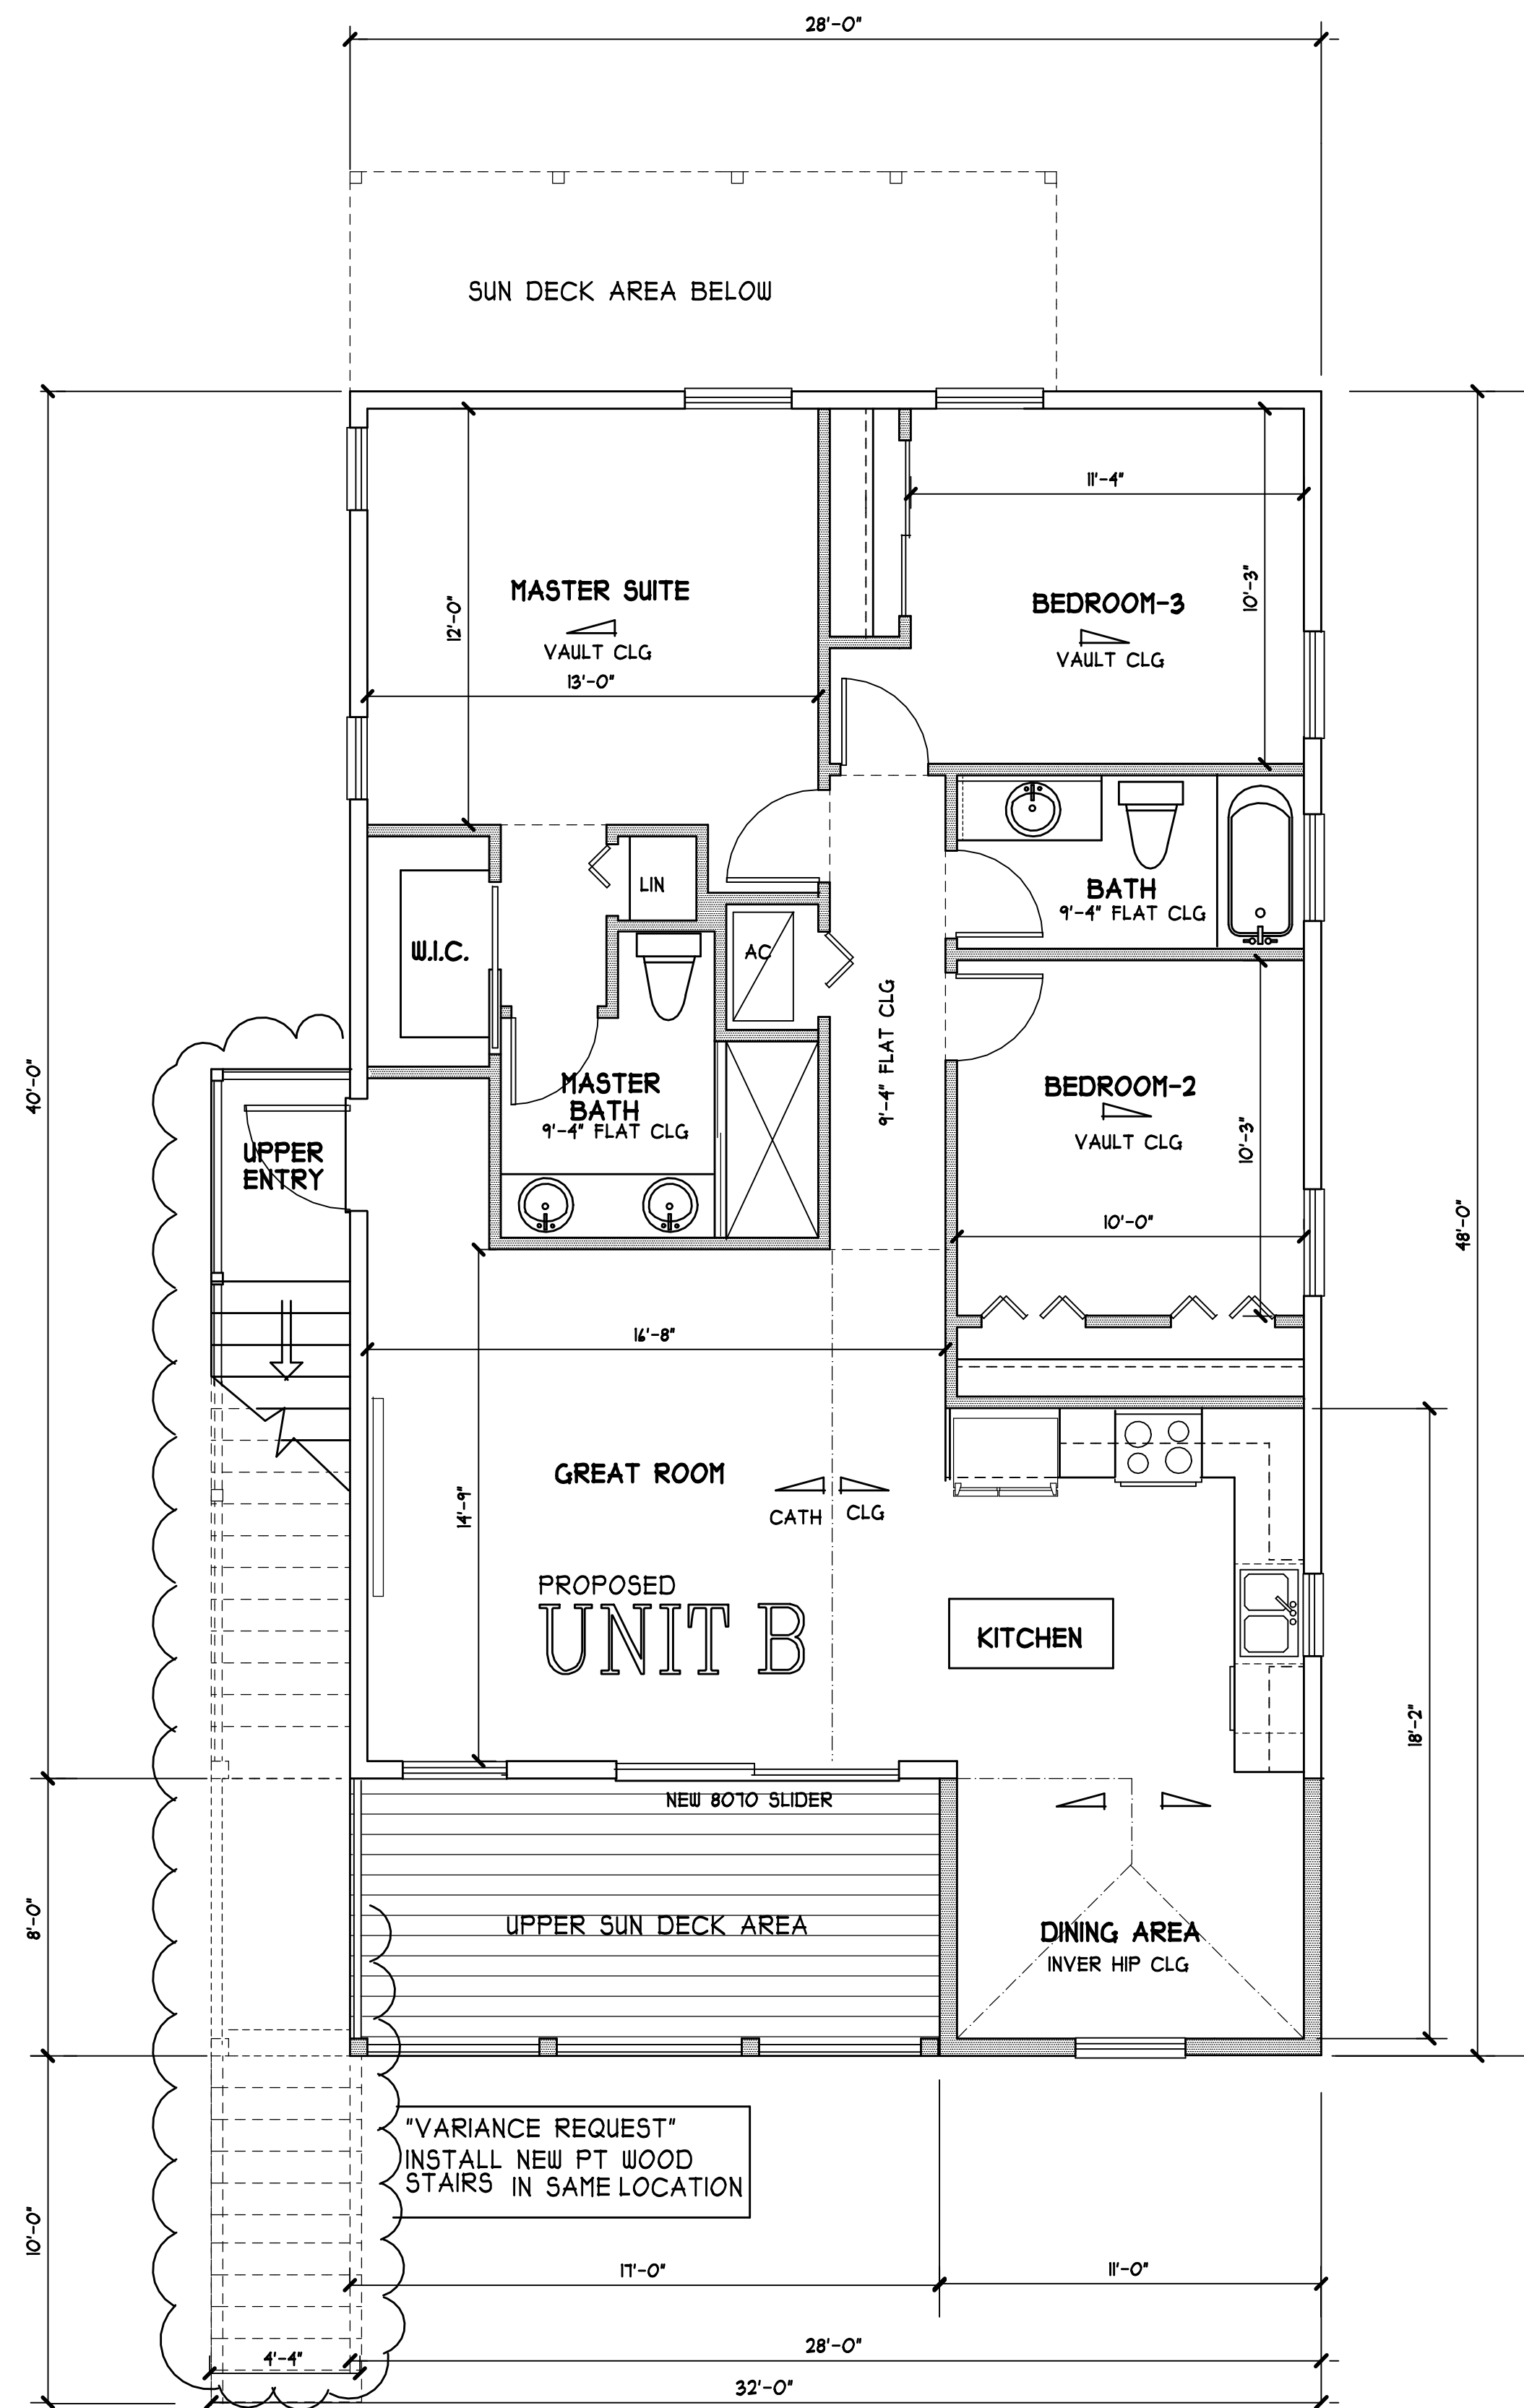 28'-0"
SUN DECK AREA BELOW
11'-4"
MASTER SUITE
VAULT CLG
12'-0"
13'-0"
BEDROOM-3
VAULT CLG
10'-3"
LIN
W.I.C.
AC
BATH
9'-4" FLAT CLG
9'-4" FLAT CLG
40'-0"
MASTER
BATH
9'-4" FLAT CLG
BEDROOM-2
VAULT CLG
10'-3"
10'-0"
UPPER
ENTRY
48'-0"
16'-8"
GREAT ROOM
14'-9"
CATH CLG
PROPOSED
UNIT B
KITCHEN
18'-2"
NEW 8070 SLIDER
8'-0"
UPPER SUN DECK AREA
DINING AREA
INVER HIP CLG
"VARIANCE REQUEST"
INSTALL NEW PT WOOD
STAIRS IN SAME LOCATION
10'-0"
17'-0"
11'-0"
28'-0"
4'-4"
32'-0"